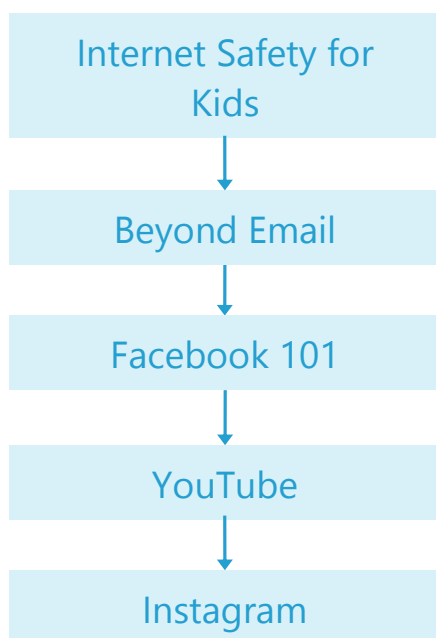 Internet Safety for
Kids
Beyond Email
Facebook 101
YouTube
Instagram